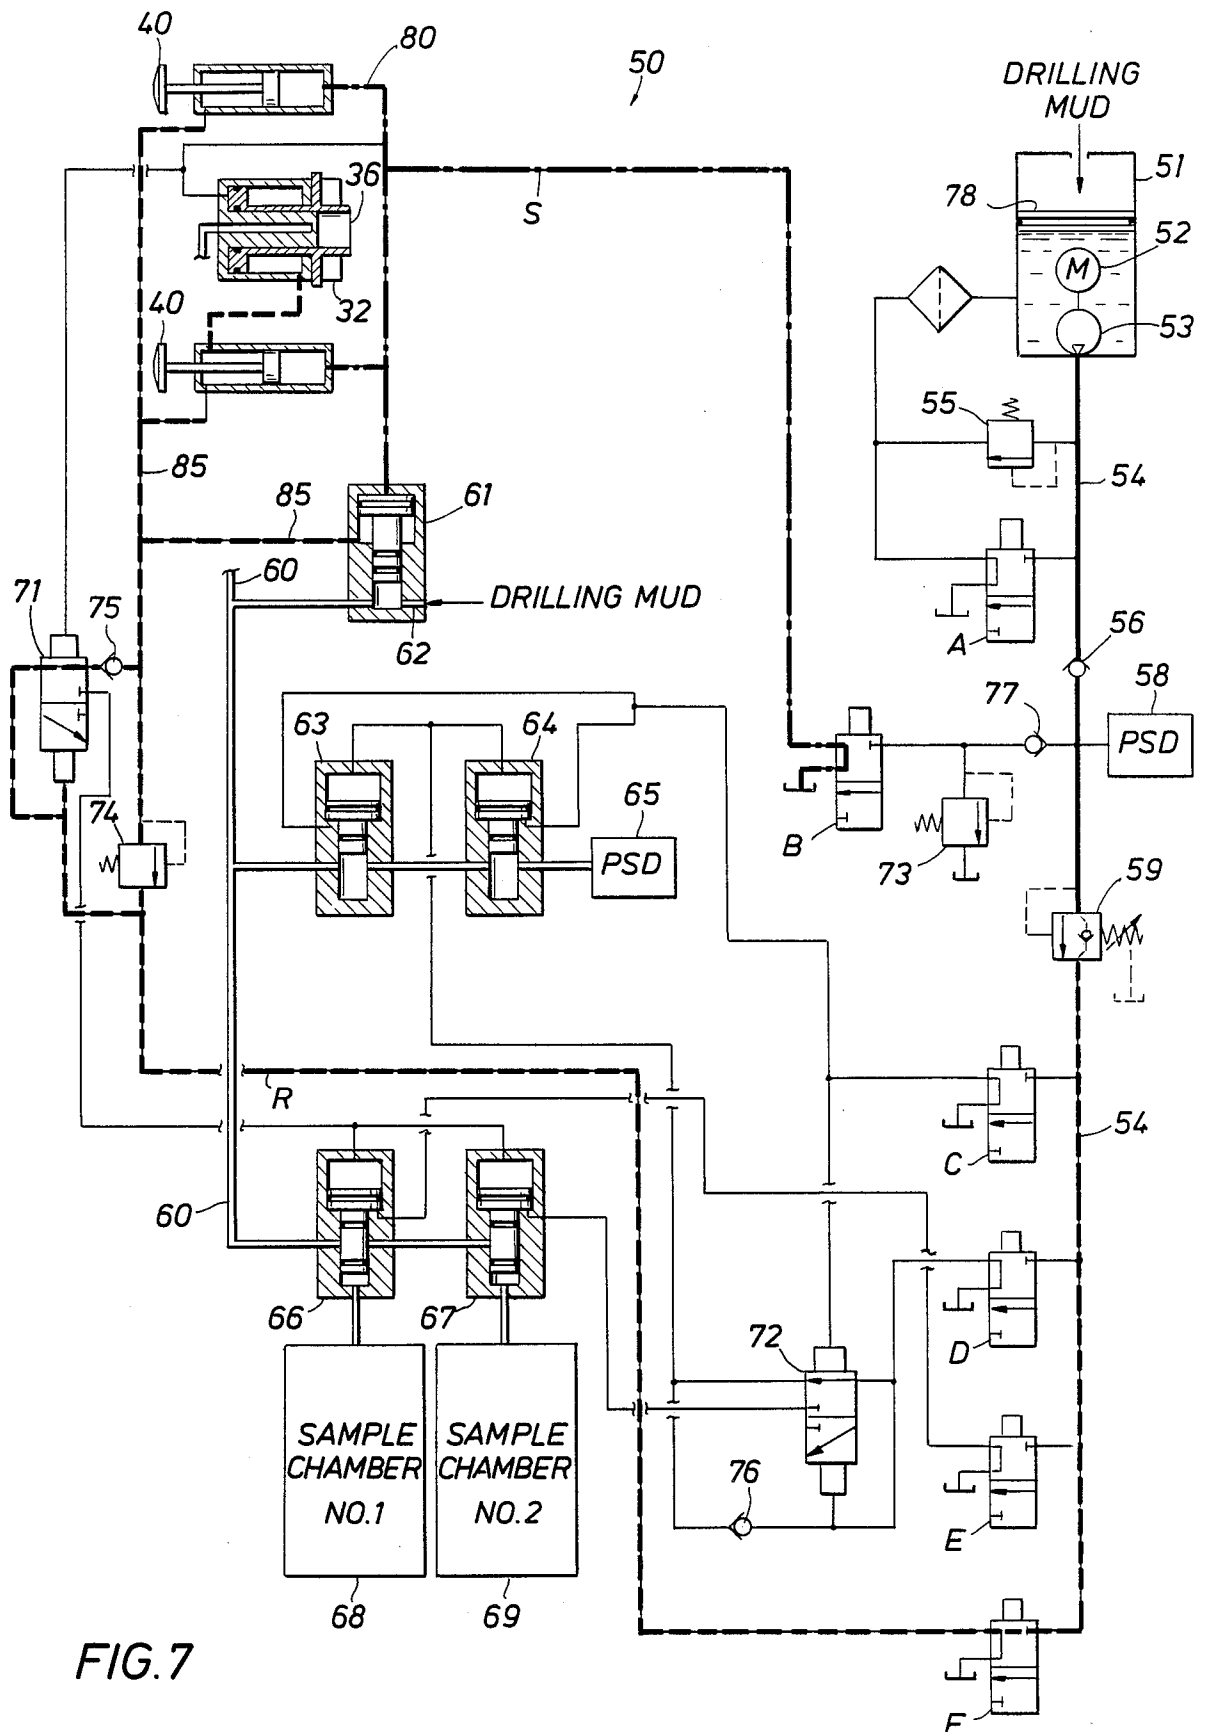 40
80
50
DRILLING
MUD
51
36
78
S
52
M
40
32
53
55
85
54
85
61
60
DRILLING MUD
71
75
62
A
56
58
77
63
64
PSD
65
74
PSD
B
73
59
R
54
C
60
66
67
72
D
SAMPLE
CHAMBER
NO.1
SAMPLE
CHAMBER
NO.2
76
E
68
69
FIG.7
F